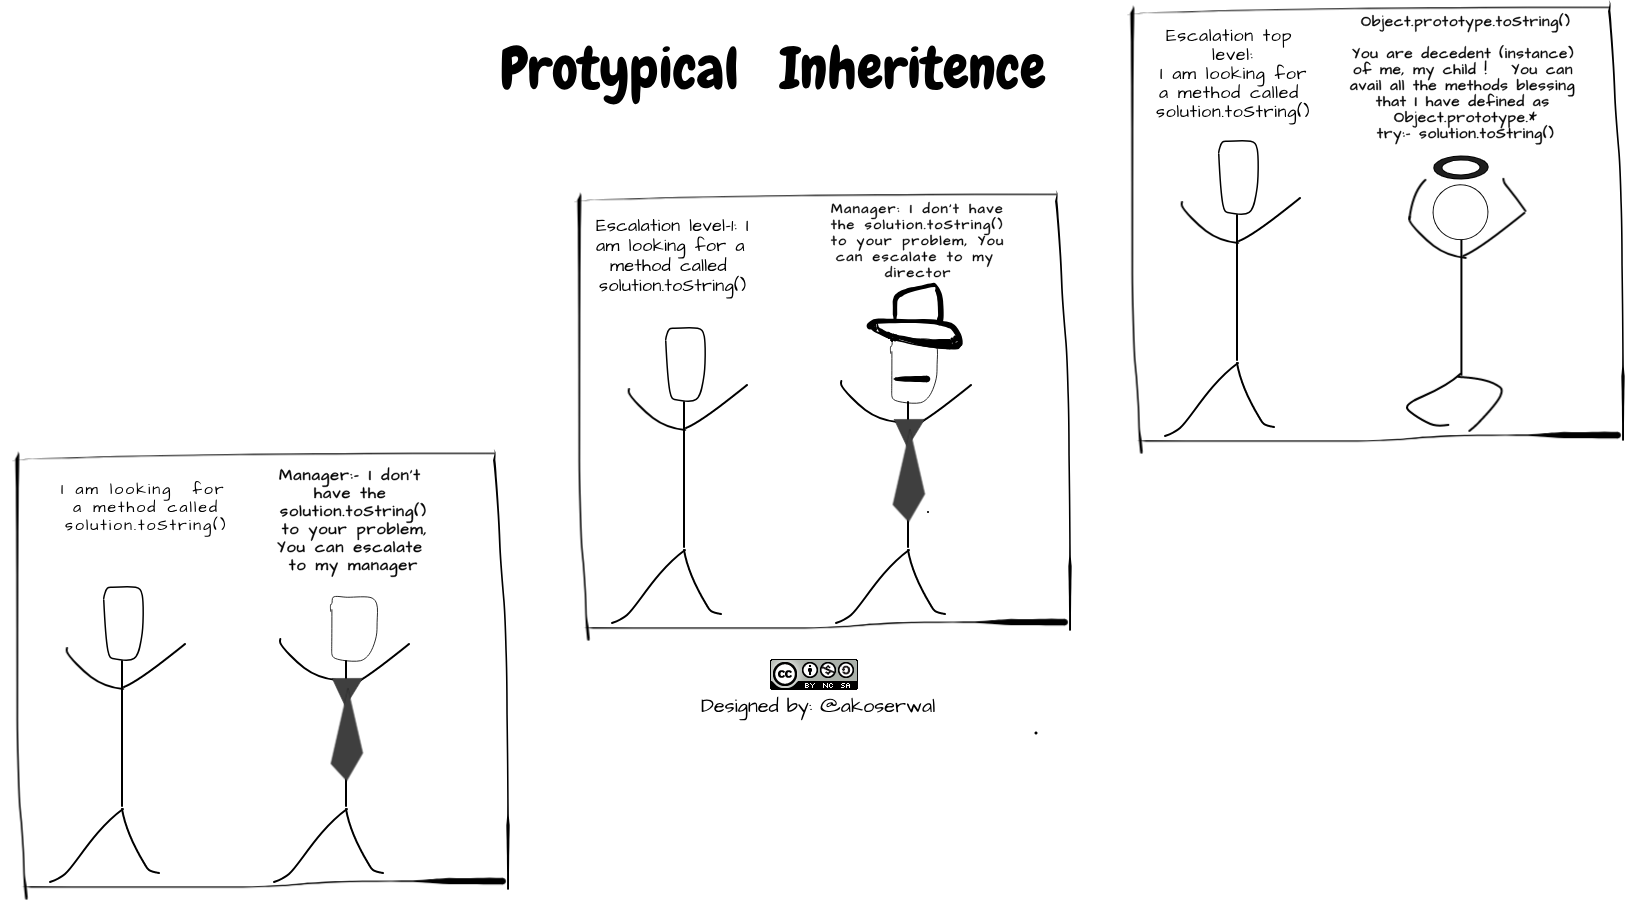 Protypical Inheritence
I am looking for
a method called
solution.toString()
Manager:- I don't
have the
solution.toString()
to your problem,
You can escalate
to my manager
Escalation level-1: I
am looking for a
method called
solution.toString()
Manager: I don't have
the solution.toString()
to your problem, You
can escalate to my
director
Escalation top
level:
I am looking for
a method called
solution.toString()
Object.prototype.toString()
You are decedent (instance)
of me, my child ! You can
avail all the methods blessing
that I have defined as
Object.prototype.*
try:- solution.toString()
cc
BY NC SA
Designed by: @akoserwal